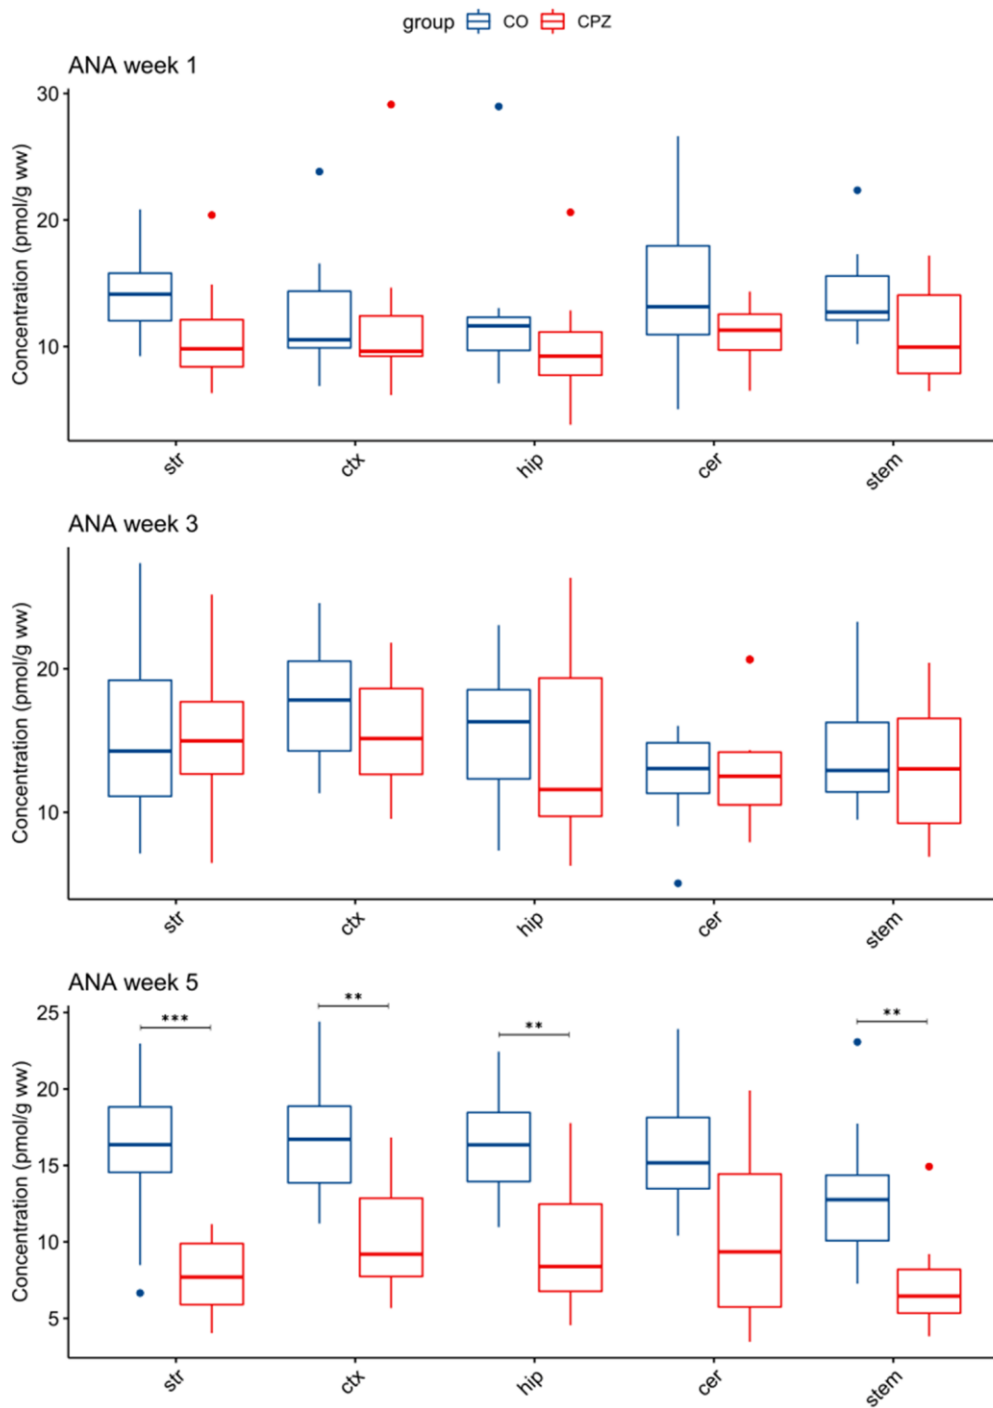 group CO CPZ
ANA week 1
Concentration (pmol/g ww)
30
20
10
str ctx hip cer stem
ANA week 3
Concentration (pmol/g ww)
20
10
str ctx hip cer stem
ANA week 5
Concentration (pmol/g ww)
25
20
15
10
5
*** ** ** **
str ctx hip cer stem